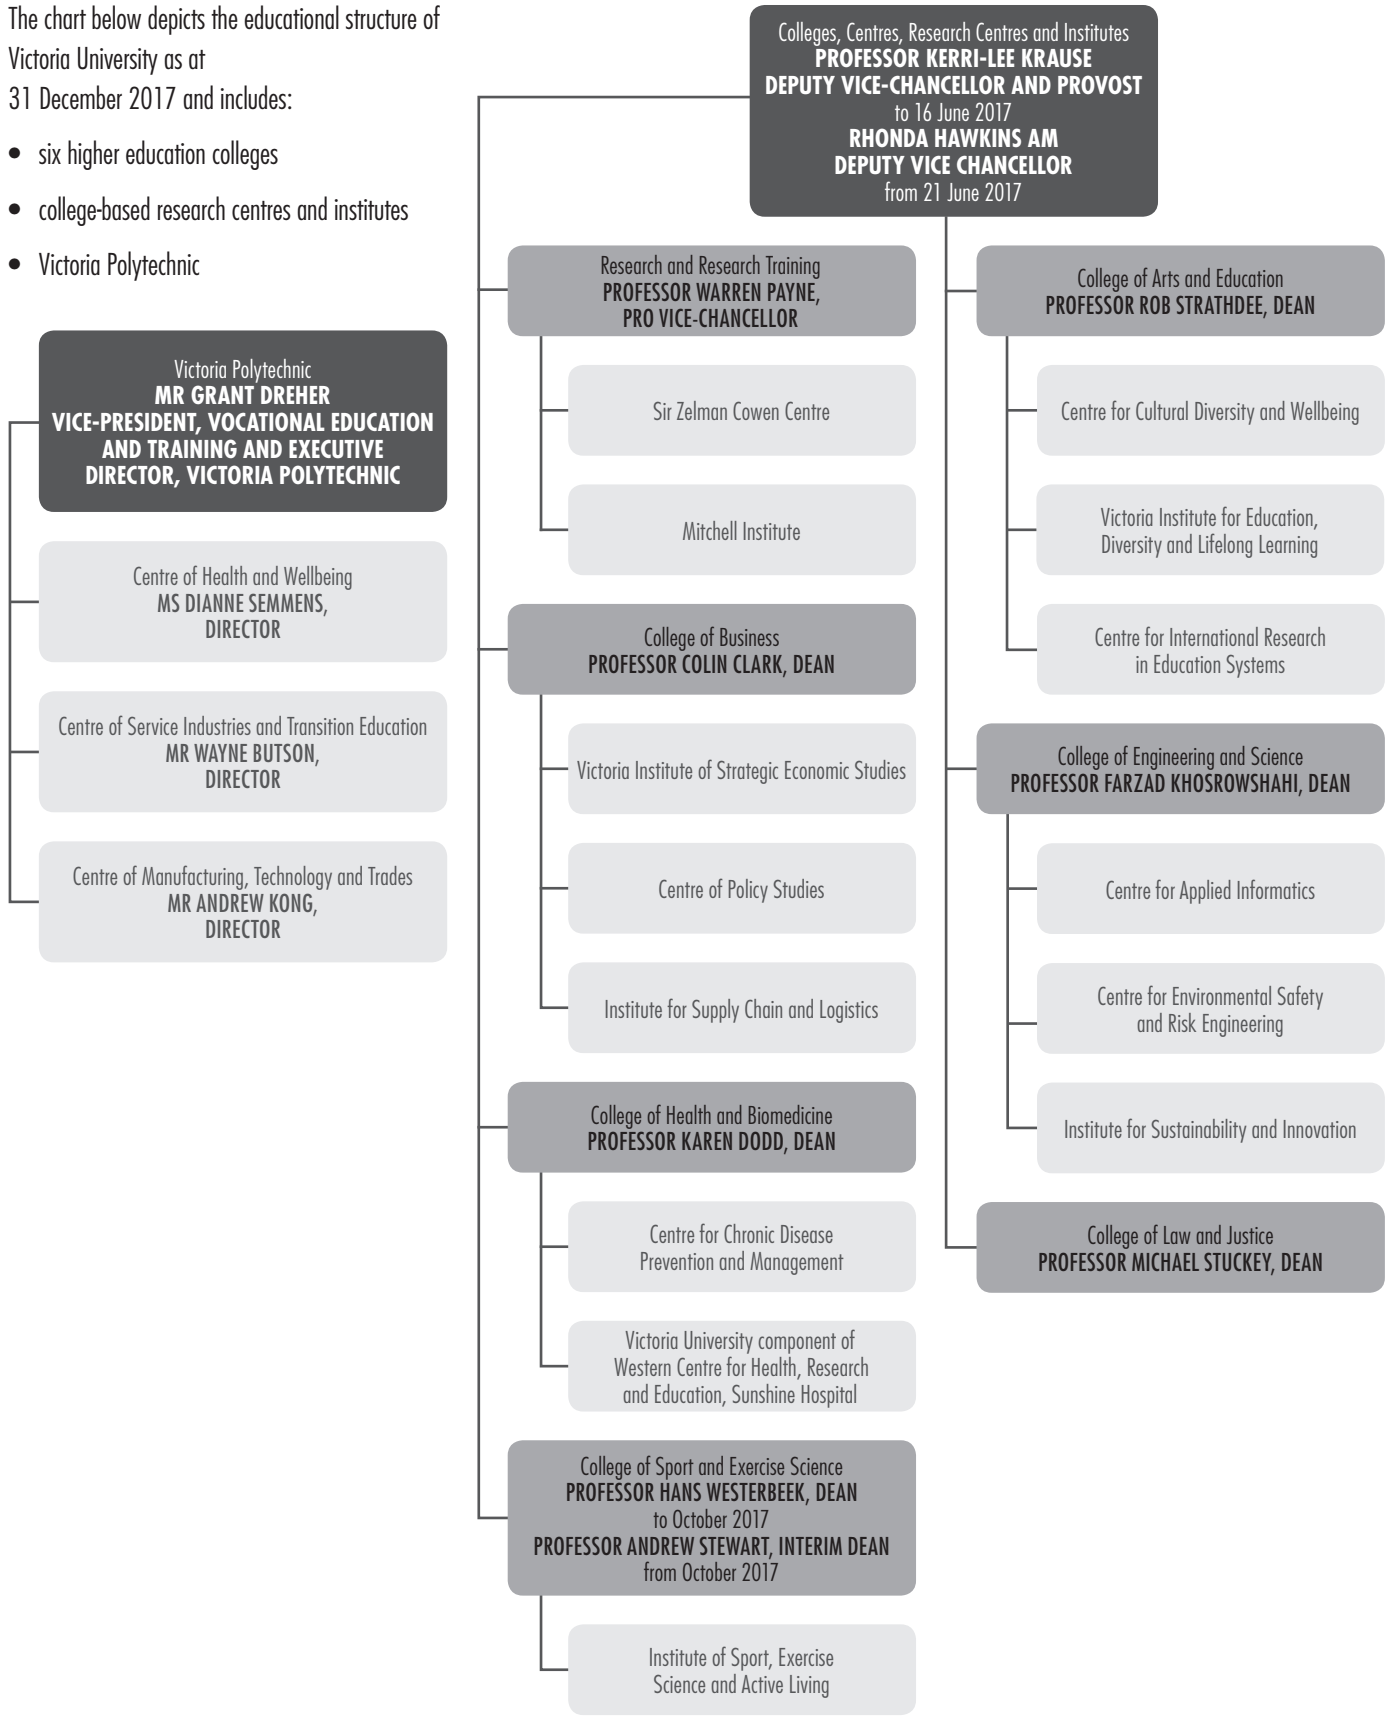 The chart below depicts the educational structure of
Victoria University as at
31 December 2017 and includes:
• six higher education colleges
• college-based research centres and institutes
• Victoria Polytechnic
Victoria Polytechnic
MR GRANT DREHER
VICE-PRESIDENT, VOCATIONAL EDUCATION
AND TRAINING AND EXECUTIVE
DIRECTOR, VICTORIA POLYTECHNIC
Centre of Health and Wellbeing
MS DIANNE SEMMENS,
DIRECTOR
Centre of Service Industries and Transition Education
MR WAYNE BUTSON,
DIRECTOR
Centre of Manufacturing, Technology and Trades
MR ANDREW KONG,
DIRECTOR
Colleges, Centres, Research Centres and Institutes
PROFESSOR KERRI-LEE KRAUSE
DEPUTY VICE-CHANCELLOR AND PROVOST
to 16 June 2017
RHONDA HAWKINS AM
DEPUTY VICE CHANCELLOR
from 21 June 2017
Research and Research Training
PROFESSOR WARREN PAYNE,
PRO VICE-CHANCELLOR
Sir Zelman Cowen Centre
Mitchell Institute
College of Business
PROFESSOR COLIN CLARK, DEAN
Victoria Institute of Strategic Economic Studies
Centre of Policy Studies
Institute for Supply Chain and Logistics
College of Health and Biomedicine
PROFESSOR KAREN DODD, DEAN
Centre for Chronic Disease
Prevention and Management
Victoria University component of
Western Centre for Health, Research
and Education, Sunshine Hospital
College of Sport and Exercise Science
PROFESSOR HANS WESTERBEEK, DEAN
to October 2017
PROFESSOR ANDREW STEWART, INTERIM DEAN
from October 2017
Institute of Sport, Exercise
Science and Active Living
College of Arts and Education
PROFESSOR ROB STRATHDEE, DEAN
Centre for Cultural Diversity and Wellbeing
Victoria Institute for Education,
Diversity and Lifelong Learning
Centre for International Research
in Education Systems
College of Engineering and Science
PROFESSOR FARZAD KHOSROWSHAHI, DEAN
Centre for Applied Informatics
Centre for Environmental Safety
and Risk Engineering
Institute for Sustainability and Innovation
College of Law and Justice
PROFESSOR MICHAEL STUCKEY, DEAN